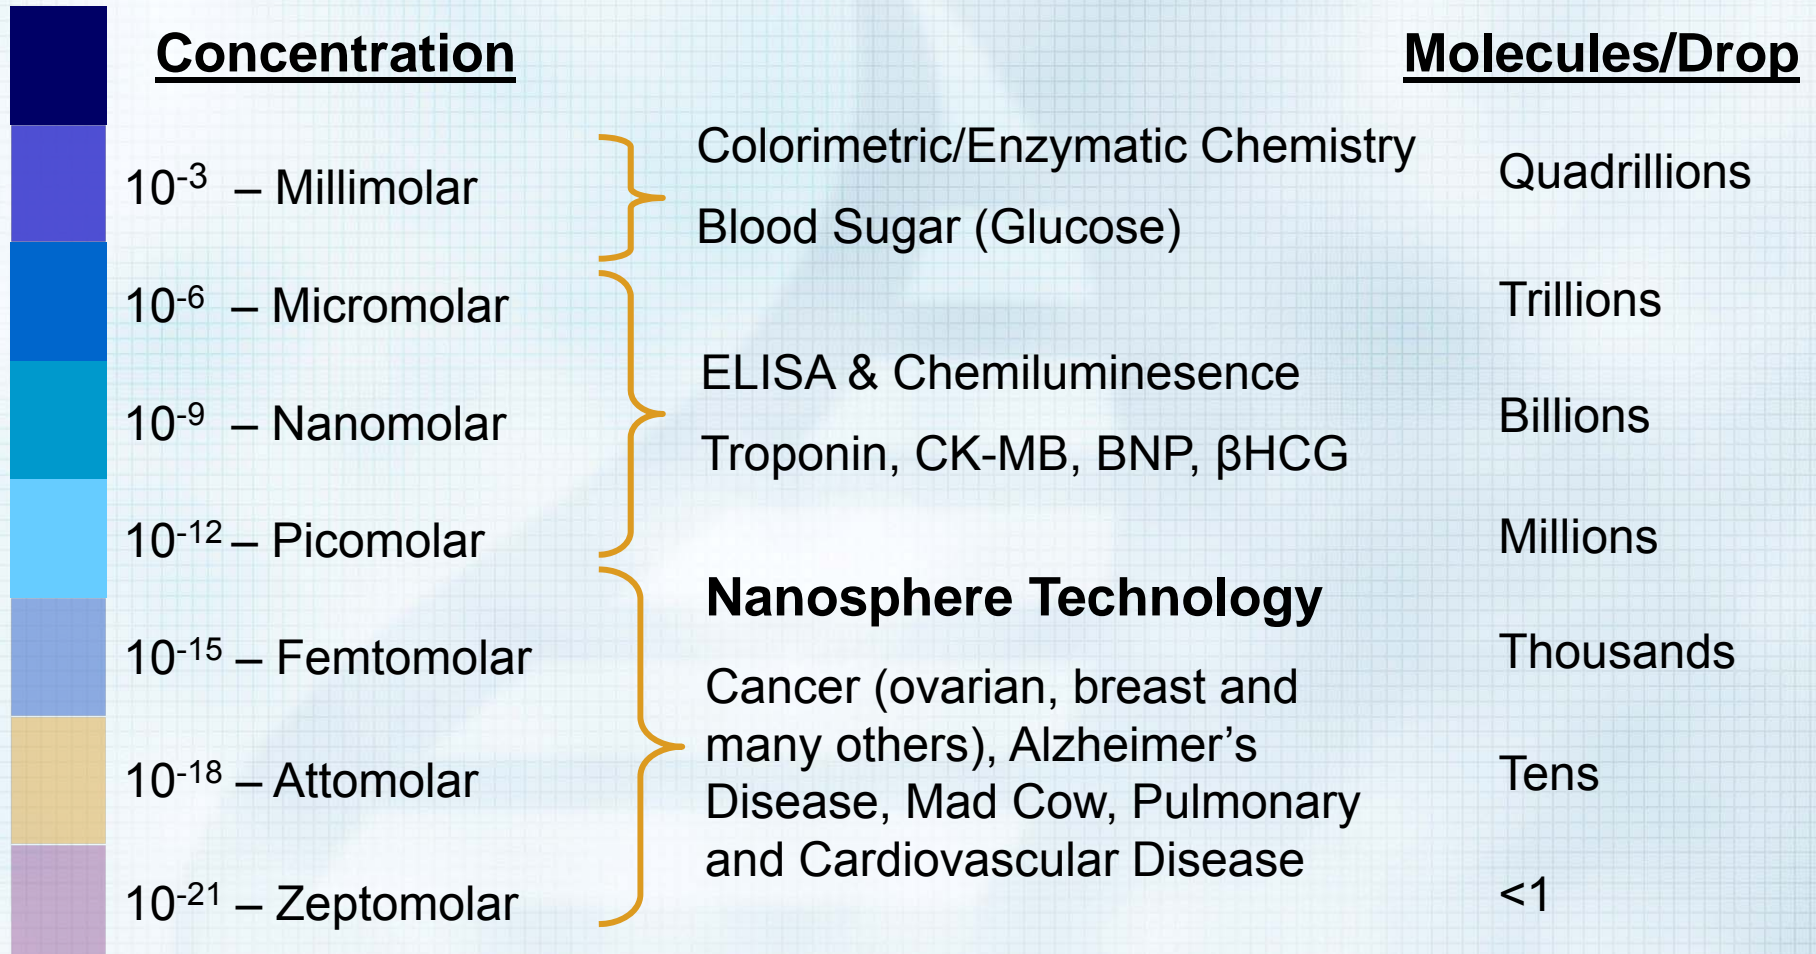 Concentration
Molecules/Drop
10⁻³ – Millimolar
Colorimetric/Enzymatic Chemistry
Blood Sugar (Glucose)
Quadrillions
10⁻⁶ – Micromolar
Trillions
10⁻⁹ – Nanomolar
ELISA & Chemiluminesence
Troponin, CK-MB, BNP, βHCG
Billions
10⁻¹² – Picomolar
Millions
Nanosphere Technology
10⁻¹⁵ – Femtomolar
Thousands
Cancer (ovarian, breast and
many others), Alzheimer’s
Disease, Mad Cow, Pulmonary
and Cardiovascular Disease
10⁻¹⁸ – Attomolar
Tens
10⁻²¹ – Zeptomolar
<1